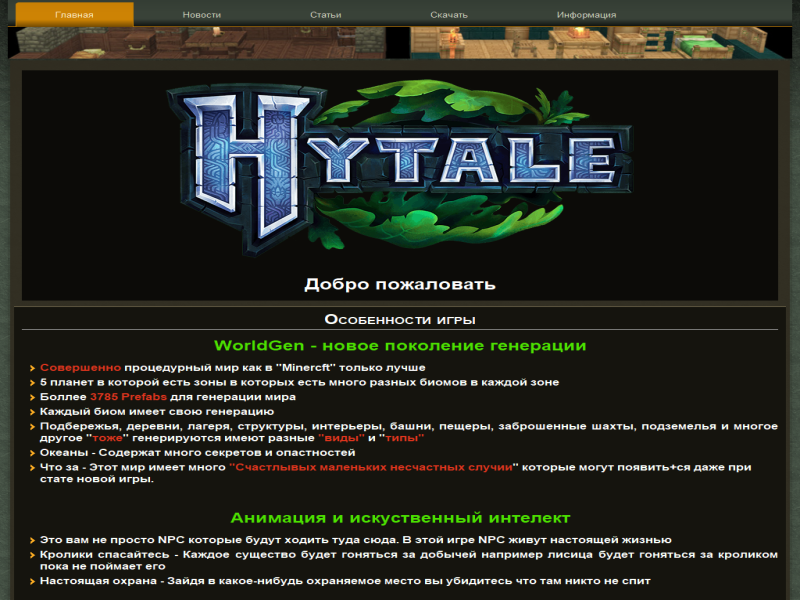 Главная Новости Статьи Скачать Информация
HYTALE
Добро пожаловать
Особенности игры
WorldGen - новое поколение генерации
Совершенно процедурный мир как в "Minercft" только лучше
5 планет в которой есть зоны в которых есть много разных биомов в каждой зоне
Более 3785 Prefabs для генерации мира
Каждый биом имеет свою генерацию
Подбережья, деревни, лагеря, структуры, интерьеры, башни, пещеры, заброшенные шахты, подземелья и многое
другое "тоже" генерируются имеют разные "виды" и "типы"
Океаны - Содержат много секретов и опастностей
Что за - Этот мир имеет много "Счастлывых маленьких несчастных случии" которые могут появить+ся даже при
стате новой игры.
Анимация и искуственный интелект
Это вам не просто NPC которые будут ходить туда сюда. В этой игре NPC живут настоящей жизнью
Кролики спасайтесь - Каждое существо будет гоняться за добычей например лисица будет гоняться за кроликом
пока не поймает его
Настоящая охрана - Зайдя в какое-нибудь охраняемое место вы убидитесь что там никто не спит